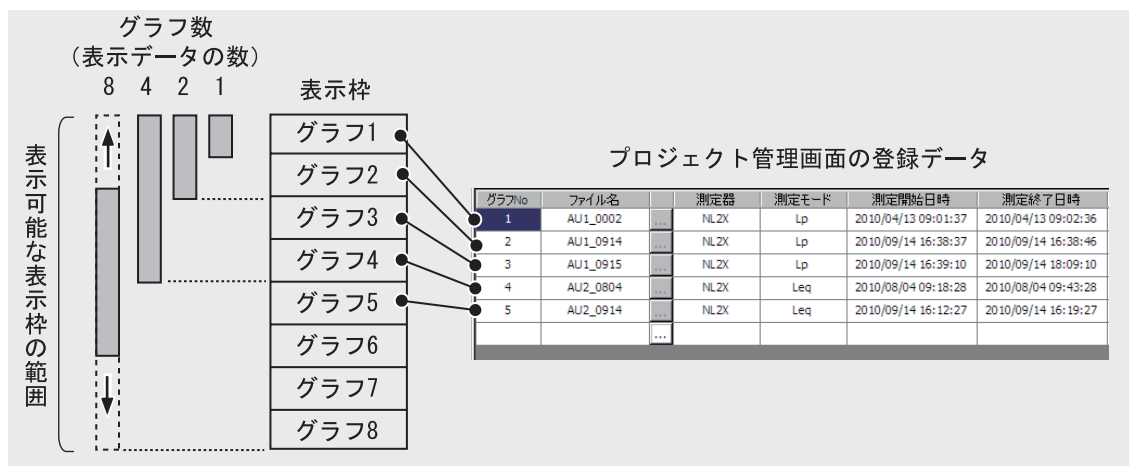 グラフ数
（表示データの数）
8 4 2 1
表示枠
表示可能な表示枠の範囲
グラフ1
グラフ2
グラフ3
グラフ4
グラフ5
グラフ6
グラフ7
グラフ8
プロジェクト管理画面の登録データ
グラフNo ファイル名 測定器 測定モード 測定開始日時 測定終了日時
1 AU1_0002 ... NL2X Lp 2010/04/13 09:01:37 2010/04/13 09:02:36
2 AU1_0914 ... NL2X Lp 2010/09/14 16:38:37 2010/09/14 16:38:46
3 AU1_0915 ... NL2X Lp 2010/09/14 16:39:10 2010/09/14 18:09:10
4 AU2_0804 ... NL2X Leq 2010/08/04 09:18:28 2010/08/04 09:43:28
5 AU2_0914 ... NL2X Leq 2010/09/14 16:12:27 2010/09/14 16:19:27
...